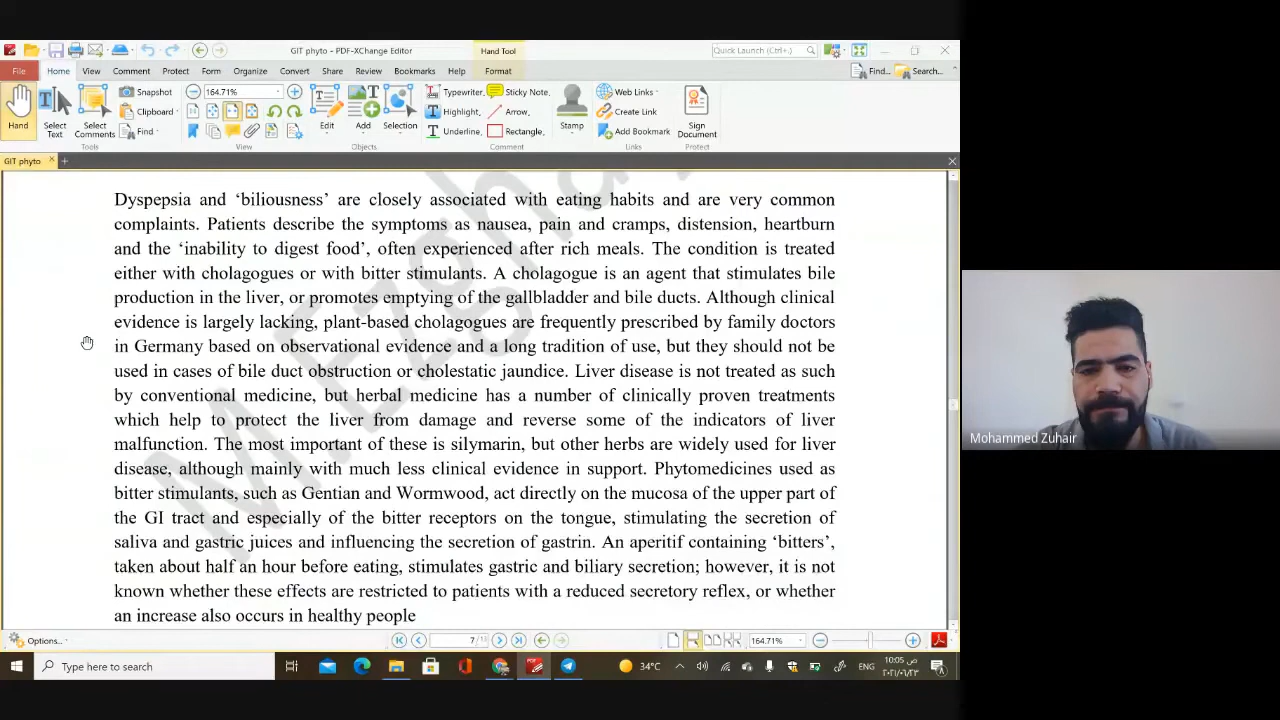 GIT phyto - PDF-XChange Editor
Hand Tool
Quick Launch (Ctrl+.)
File Home View Comment Protect Form Organize Convert Share Review Bookmarks Help Format
Find... Search...
Hand
Select Text
Select Comments
Snapshot
Clipboard
Find
Tools
164.71%
View
Edit
Add
Selection
Objects
Typewriter
Highlight
Underline
Sticky Note
Arrow
Rectangle
Stamp
Comment
Web Links
Create Link
Add Bookmark
Links
Sign Document
Protect
GIT phyto
M.Ezgha
Dyspepsia and ‘biliousness’ are closely associated with eating habits and are very common
complaints. Patients describe the symptoms as nausea, pain and cramps, distension, heartburn
and the ‘inability to digest food’, often experienced after rich meals. The condition is treated
either with cholagogues or with bitter stimulants. A cholagogue is an agent that stimulates bile
production in the liver, or promotes emptying of the gallbladder and bile ducts. Although clinical
evidence is largely lacking, plant-based cholagogues are frequently prescribed by family doctors
in Germany based on observational evidence and a long tradition of use, but they should not be
used in cases of bile duct obstruction or cholestatic jaundice. Liver disease is not treated as such
by conventional medicine, but herbal medicine has a number of clinically proven treatments
which help to protect the liver from damage and reverse some of the indicators of liver
malfunction. The most important of these is silymarin, but other herbs are widely used for liver
disease, although mainly with much less clinical evidence in support. Phytomedicines used as
bitter stimulants, such as Gentian and Wormwood, act directly on the mucosa of the upper part of
the GI tract and especially of the bitter receptors on the tongue, stimulating the secretion of
saliva and gastric juices and influencing the secretion of gastrin. An aperitif containing ‘bitters’,
taken about half an hour before eating, stimulates gastric and biliary secretion; however, it is not
known whether these effects are restricted to patients with a reduced secretory reflex, or whether
an increase also occurs in healthy people
Mohammed Zuhair
Options...
7
164.71%
Type here to search
34°C
ENG
10:05 ص
٢٠٢١/٠٦/٢٣